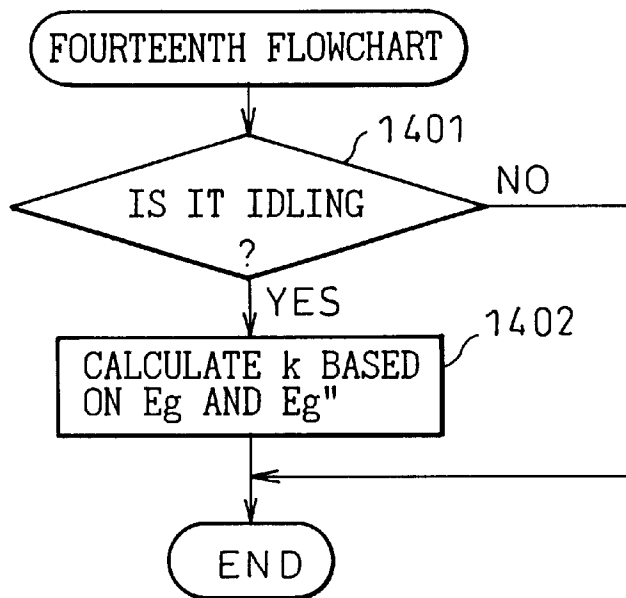 FOURTEENTH FLOWCHART
1401
IS IT IDLING
?
NO
YES
1402
CALCULATE k BASED
ON Eg AND Eg"
END